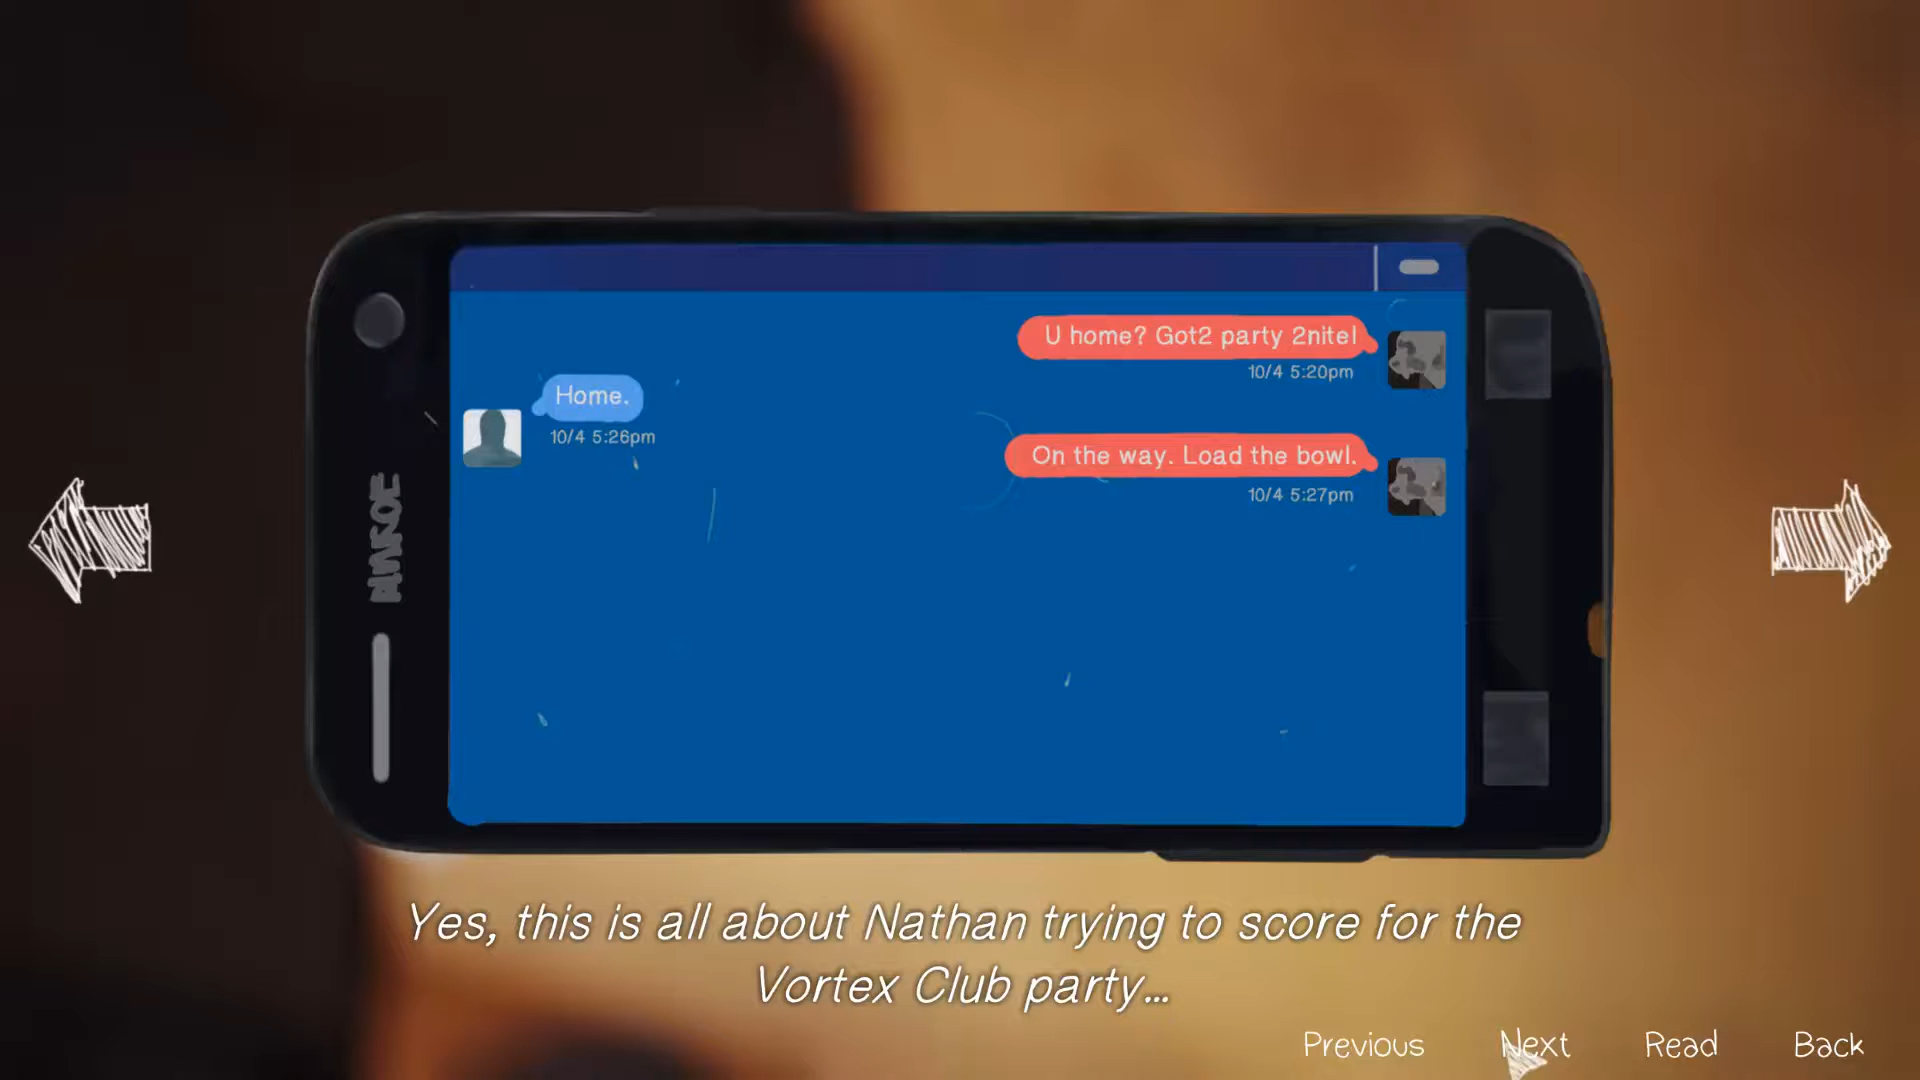 U home? Got2 party 2nite!
10/4 5:20pm
Home.
10/4 5:26pm
On the way. Load the bowl.
10/4 5:27pm
Yes, this is all about Nathan trying to score for the
Vortex Club party...
Previous Next Read Back